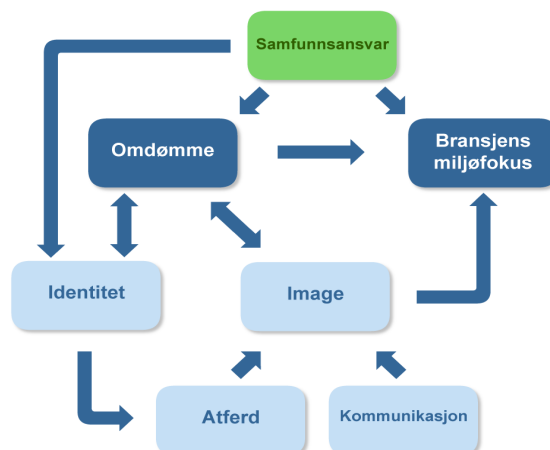 Samfunnsansvar
Omdømme
Bransjens
miljøfokus
Identitet
Image
Atferd
Kommunikasjon